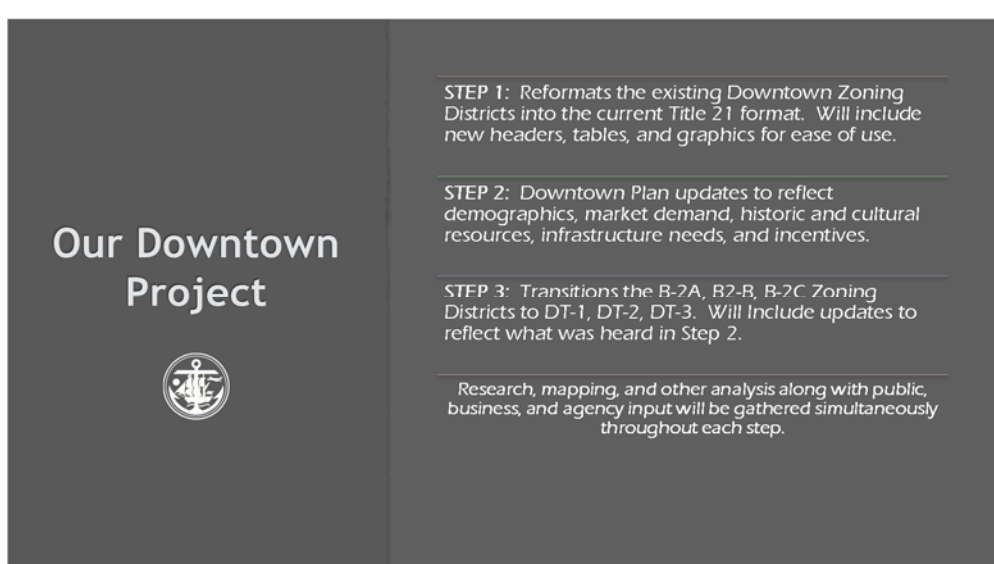 Our Downtown
Project
STEP 1: Reformats the existing Downtown Zoning
Districts into the current Title 21 format. Will include
new headers, tables, and graphics for ease of use.
STEP 2: Downtown Plan updates to reflect
demographics, market demand, historic and cultural
resources, infrastructure needs, and incentives.
STEP 3: Transitions the B-2A, B2-B, B-2C Zoning
Districts to DT-1, DT-2, DT-3. Will Include updates to
reflect what was heard in Step 2.
Research, mapping, and other analysis along with public,
business, and agency input will be gathered simultaneously
throughout each step.